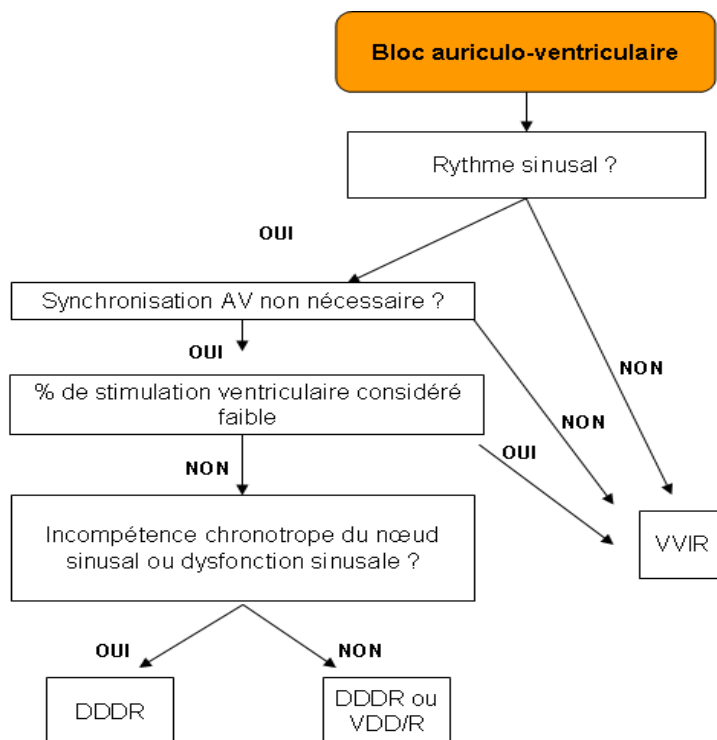 Bloc auriculo-ventriculaire
Rythme sinusal ?
OUI
Synchronisation AV non nécessaire ?
OUI
NON
% de stimulation ventriculaire considéré
faible
NON
OUI
NON
Incompétence chronotrope du nœud
sinusal ou dysfonction sinusale ?
VVIR
OUI
NON
DDDR
DDDR ou
VDD/R